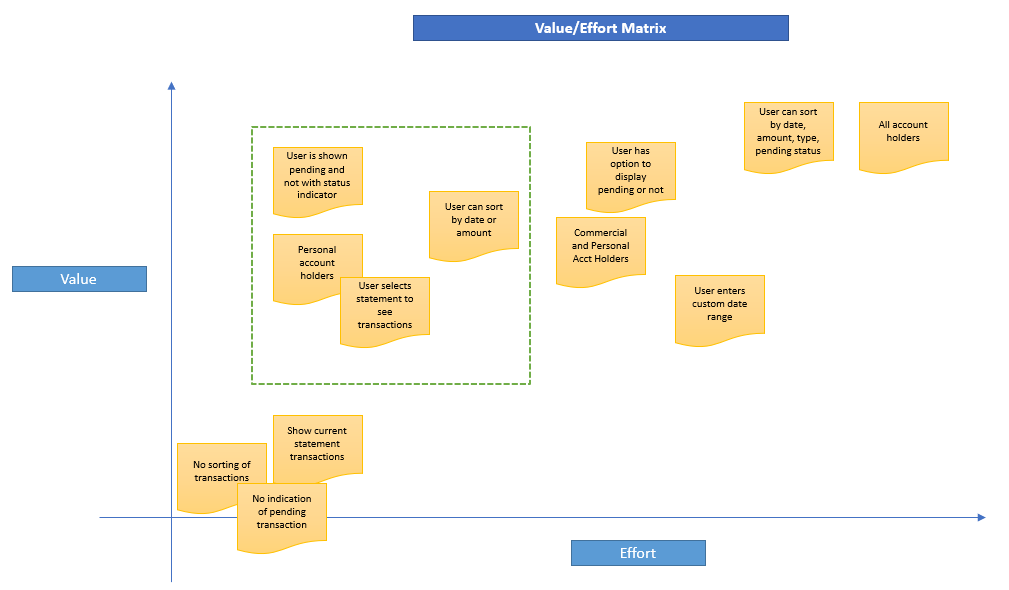 Value/Effort Matrix
User can sort
by date,
amount, type,
pending status
All account
holders
User is shown
pending and
not with status
indicator
User has
option to
display
pending or not
User can sort
by date or
amount
Commercial
and Personal
Acct Holders
Personal
account
holders
Value
User selects
statement to
see
transactions
User enters
custom date
range
Show current
statement
transactions
No sorting of
transactions
No indication
of pending
transaction
Effort